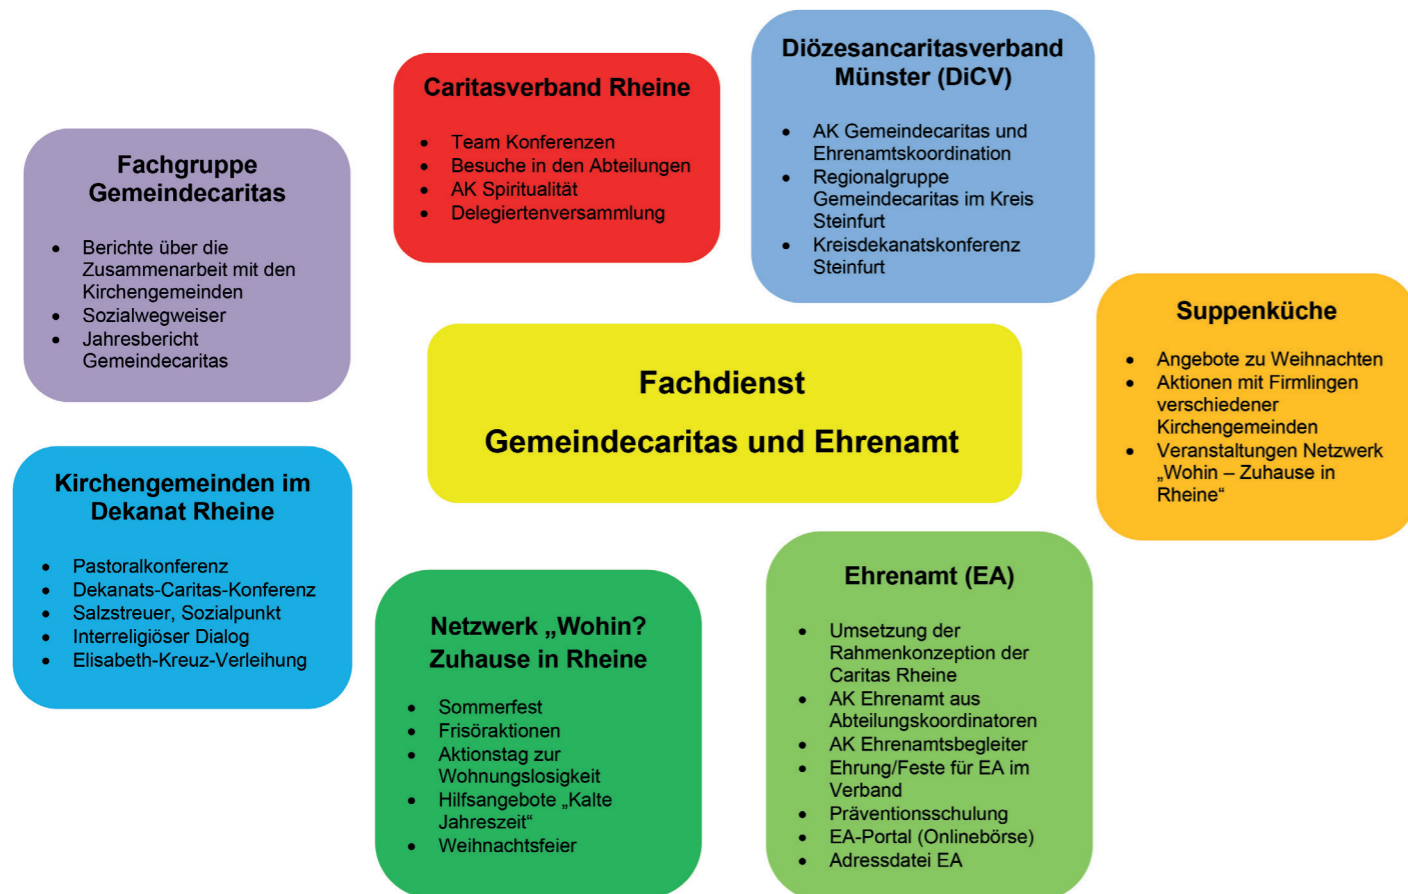 Diözesancaritasverband
Münster (DiCV)
• AK Gemeindecaritas und
Ehrenamtskoordination
• Regionalgruppe
Gemeindecaritas im Kreis
Steinfurt
• Kreisdekanatskonferenz
Steinfurt
Caritasverband Rheine
• Team Konferenzen
• Besuche in den Abteilungen
• AK Spiritualität
• Delegiertenversammlung
Fachgruppe
Gemeindecaritas
• Berichte über die
Zusammenarbeit mit den
Kirchengemeinden
• Sozialwegweiser
• Jahresbericht
Gemeindecaritas
Suppenküche
• Angebote zu Weihnachten
• Aktionen mit Firmlingen
verschiedener
Kirchengemeinden
• Veranstaltungen Netzwerk
„Wohin – Zuhause in
Rheine“
Fachdienst
Gemeindecaritas und Ehrenamt
Kirchengemeinden im
Dekanat Rheine
• Pastoralkonferenz
• Dekanats-Caritas-Konferenz
• Salzstreuer, Sozialpunkt
• Interreligiöser Dialog
• Elisabeth-Kreuz-Verleihung
Netzwerk „Wohin?
Zuhause in Rheine
• Sommerfest
• Frisöraktionen
• Aktionstag zur
Wohnungslosigkeit
• Hilfsangebote „Kalte
Jahreszeit“
• Weihnachtsfeier
Ehrenamt (EA)
• Umsetzung der
Rahmenkonzeption der
Caritas Rheine
• AK Ehrenamt aus
Abteilungskoordinatoren
• AK Ehrenamtsbegleiter
• Ehrung/Feste für EA im
Verband
• Präventionsschulung
• EA-Portal (Onlinebörse)
• Adressdatei EA